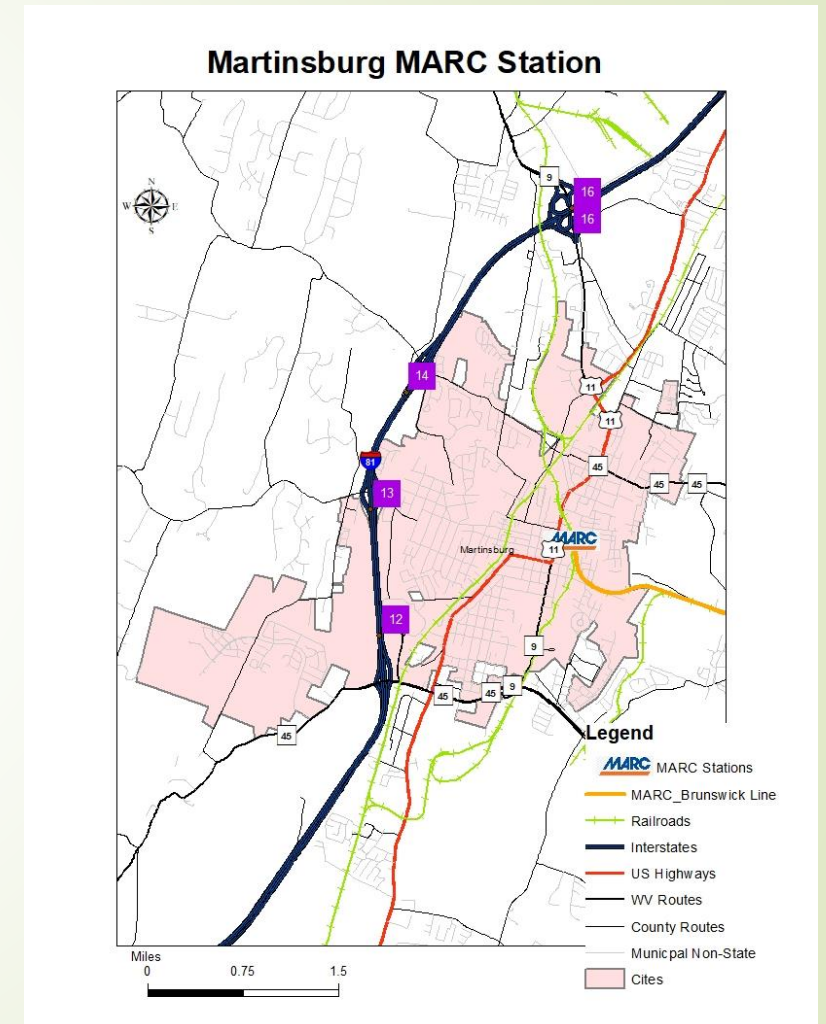 Martinsburg MARC Station
N
W E
S
9
16
16
14
11
11
81
45
45 45
13
MARC
Martinsburg 11
12
9
9
45 45
45
Legend
MARC MARC Stations
MARC_Brunswick Line
Railroads
Interstates
US Highways
WV Routes
County Routes
Municpal Non-State
Cites
Miles
0 0.75 1.5